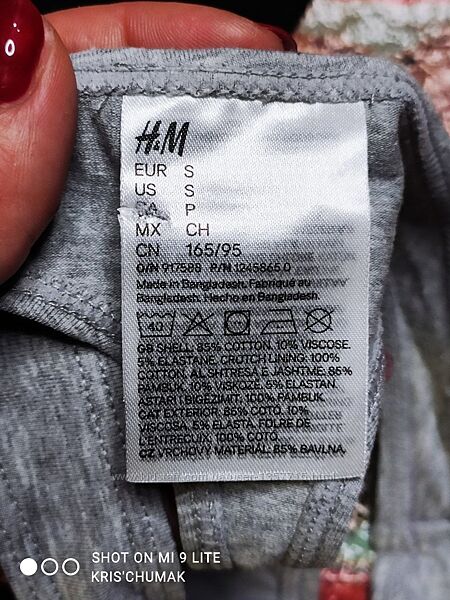 H&M
EUR S
US S
CA P
MX CH
CN 165/95
O/N 917588 P/N 1245865.0
Made in Bangladesh. Fabriqué au
Bangladesh. Hecho en Bangladesh.
40
GB SHELL: 85% COTTON, 10% VISCOSE,
5% ELASTANE. CROTCH LINING: 100%
COTTON. AL SHTRESA E JASHTME: 85%
PAMBUK, 10% VISKOZË, 5% ELASTAN.
ASTARI I BIGËZIMIT: 100% PAMBUK.
CAT EXTERIOR: 85% COTÓ, 10%
VISCOSA, 5% ELASTÀ. FOLRE DE
L'ENTRECUIX: 100% COTÓ.
CZ VRCHOVÝ MATERIÁL: 85% BAVLNA,
SHOT ON MI 9 LITE
KRIS'CHUMAK